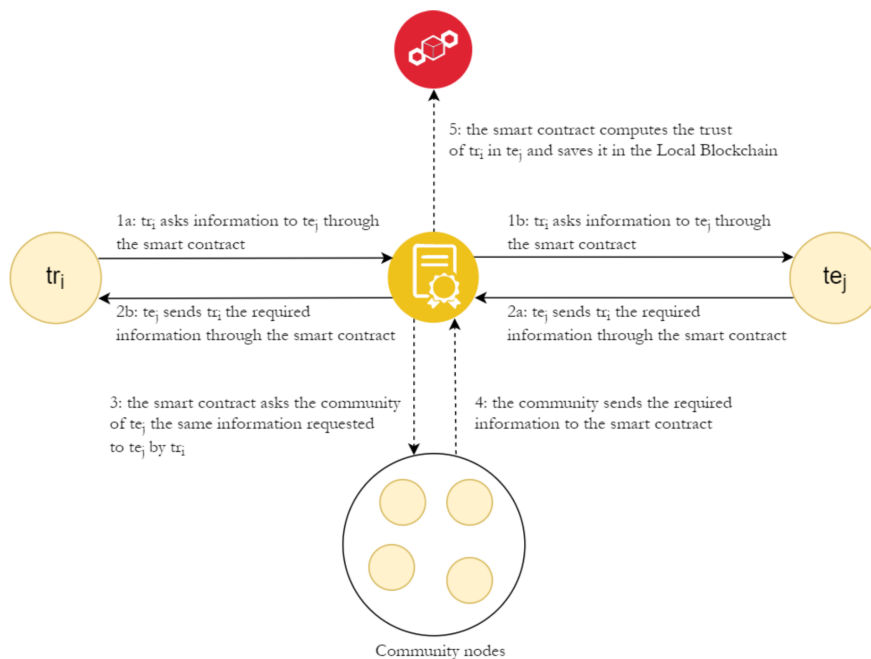 5: the smart contract computes the trust
of trᵢ in teⱼ and saves it in the Local Blockchain
1a: trᵢ asks information to teⱼ through
the smart contract
1b: trᵢ asks information to teⱼ through
the smart contract
trᵢ
teⱼ
2b: teⱼ sends trᵢ the required
information through the smart contract
2a: teⱼ sends trᵢ the required
information through the smart contract
3: the smart contract asks the community
of teⱼ the same information requested
to teⱼ by trᵢ
4: the community sends the required
information to the smart contract
Community nodes